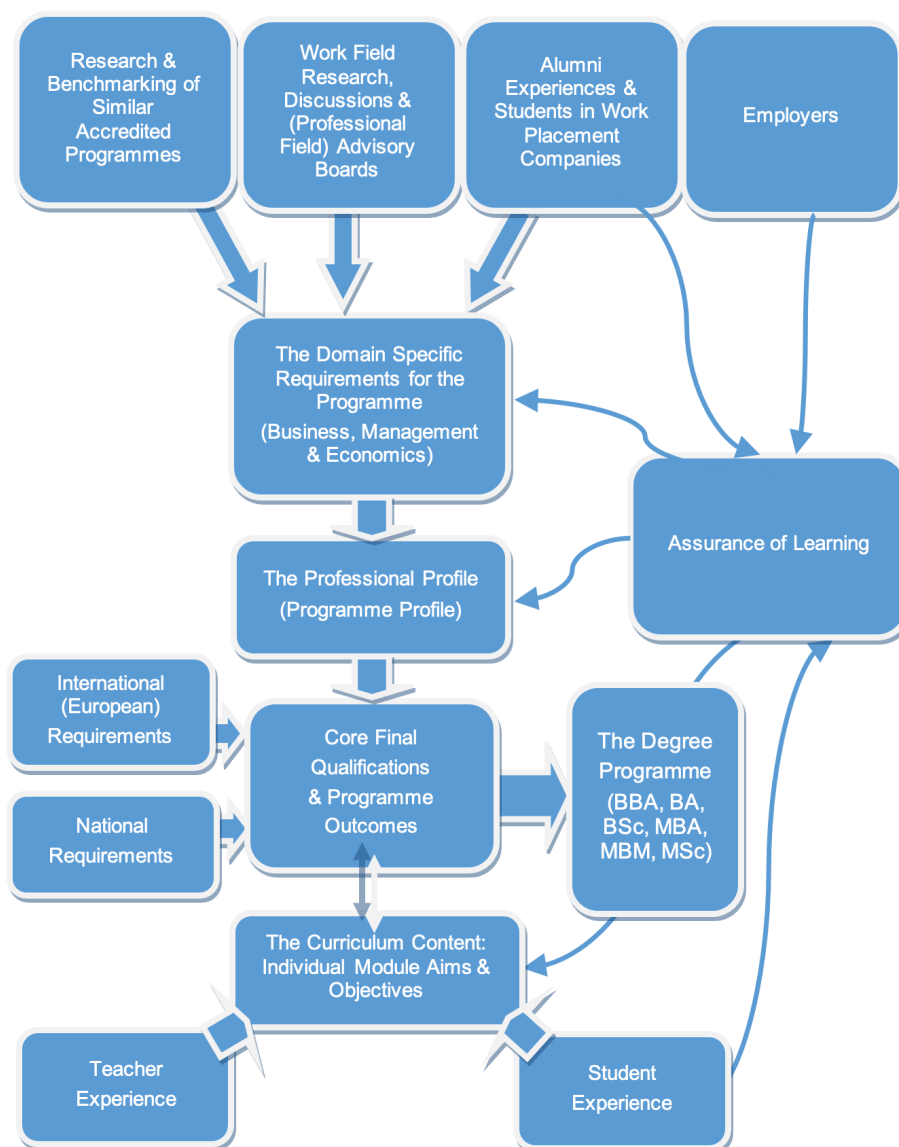 Research &
Benchmarking of
Similar
Accredited
Programmes
Work Field
Research,
Discussions &
(Professional
Field) Advisory
Boards
Alumni
Experiences &
Students in Work
Placement
Companies
Employers
The Domain Specific
Requirements for the
Programme
(Business, Management
& Economics)
Assurance of Learning
The Professional Profile
(Programme Profile)
International
(European)
Requirements
Core Final
Qualifications
& Programme
Outcomes
The Degree
Programme
(BBA, BA,
BSc, MBA,
MBM, MSc)
National
Requirements
The Curriculum Content:
Individual Module Aims &
Objectives
Teacher
Experience
Student
Experience